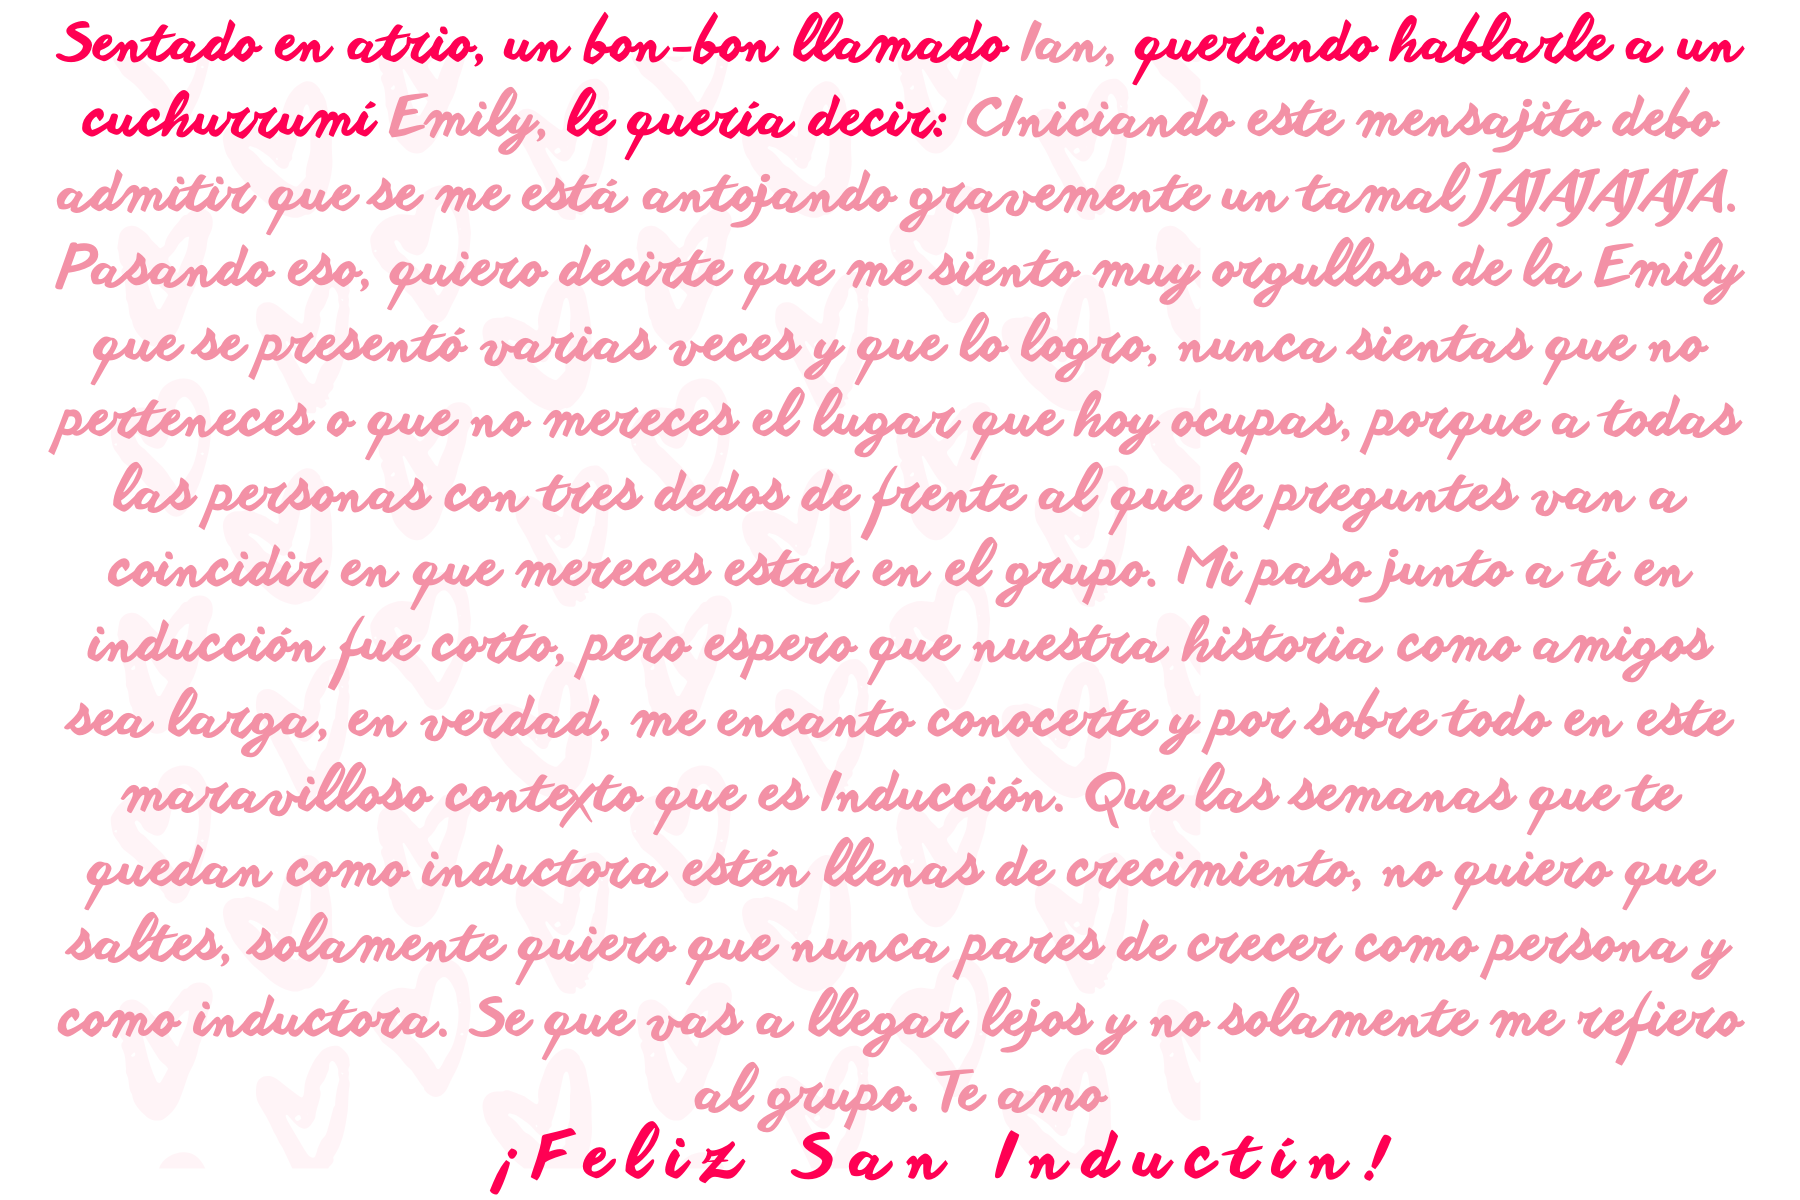 Sentado en atrio, un bon-bon llamado Ian, queriendo hablarle a un
cuchurrumí Emily, le quería decir: CIniciando este mensajito debo
admitir que se me está antojando gravemente un tamal JAJAJAJAJA.
Pasando eso, quiero decirte que me siento muy orgulloso de la Emily
que se presentó varias veces y que lo logro, nunca sientas que no
perteneces o que no mereces el lugar que hoy ocupas, porque a todas
las personas con tres dedos de frente al que le preguntes van a
coincidir en que mereces estar en el grupo. Mi paso junto a ti en
inducción fue corto, pero espero que nuestra historia como amigos
sea larga, en verdad, me encanto conocerte y por sobre todo en este
maravilloso contexto que es Inducción. Que las semanas que te
quedan como inductora estén llenas de crecimiento, no quiero que
saltes, solamente quiero que nunca pares de crecer como persona y
como inductora. Se que vas a llegar lejos y no solamente me refiero
al grupo. Te amo
¡Feliz San Inductín!